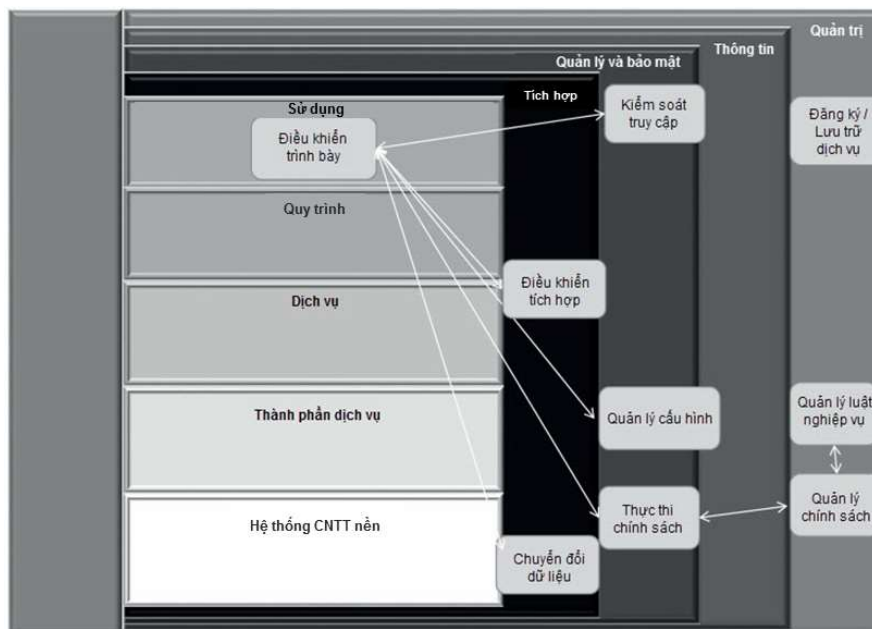 Quản trị
Thông tin
Quản lý và bảo mật
Tích hợp
Sử dụng
Điều khiển
trình bày
Kiểm soát
truy cập
Đăng ký /
Lưu trữ
dịch vụ
Quy trình
Điều khiển
tích hợp
Dịch vụ
Thành phần dịch vụ
Quản lý cấu hình
Quản lý luật
nghiệp vụ
Hệ thống CNTT nền
Thực thi
chính sách
Quản lý
chính sách
Chuyển đổi
dữ liệu